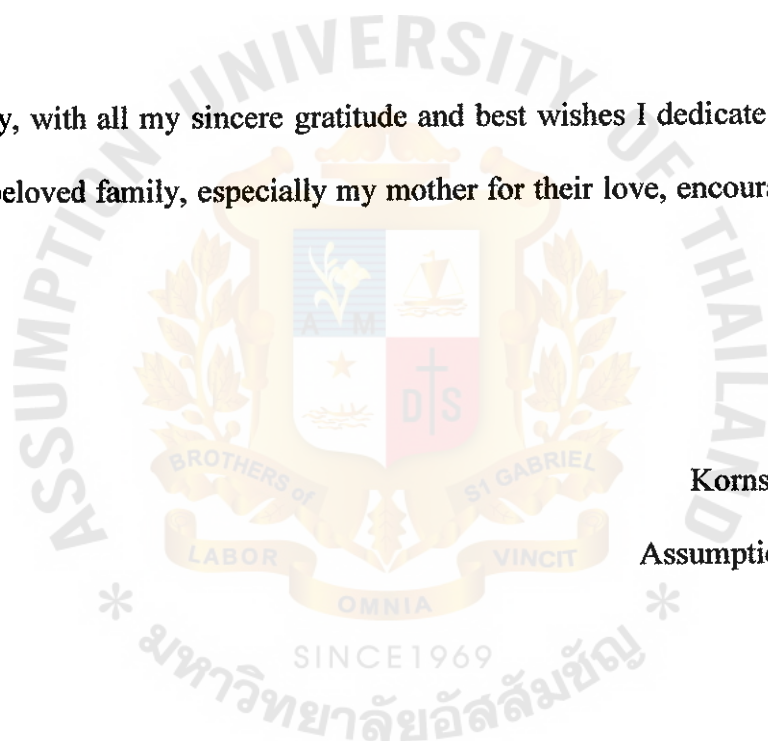 ASSUMPTION UNIVERSITY OF THAILAND
y, with all my sincere gratitude and best wishes I dedicate
beloved family, especially my mother for their love, encoura
A M
D S
BROTHERS of ST GABRIEL
Korns
LABOR VINCIT
Assumptio
OMNIA
SINCE1969
มหาวิทยาลัยอัสสัมชัญ